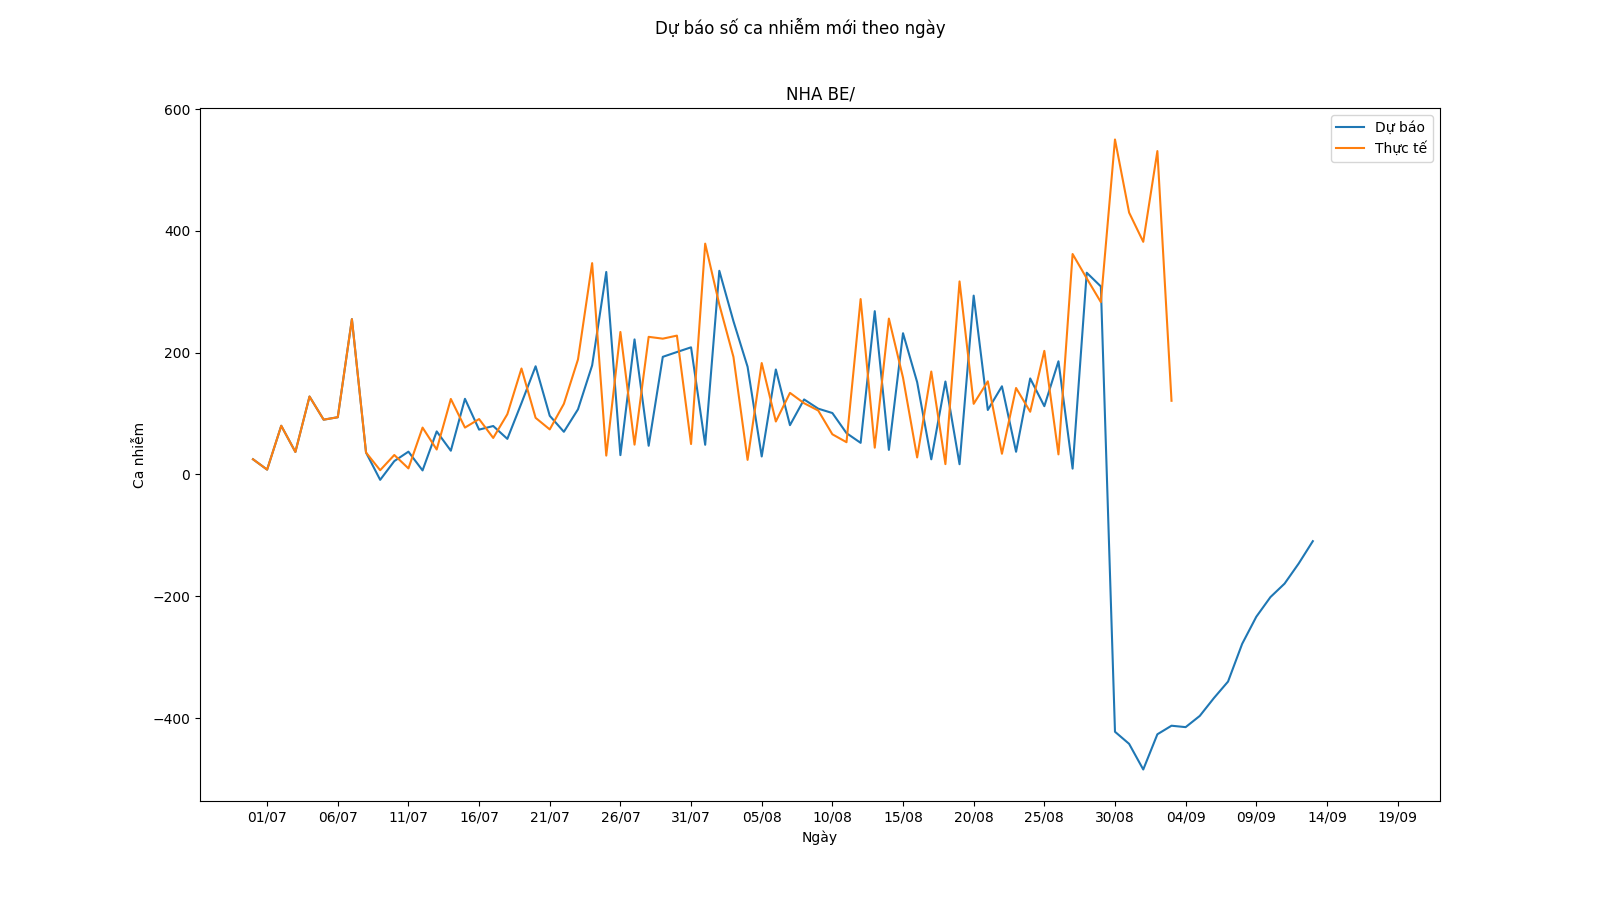 Dự báo số ca nhiễm mới theo ngày
NHA BE/
Dự báo
Thực tế
600
400
200
0
−200
−400
Ca nhiễm
01/07 06/07 11/07 16/07 21/07 26/07 31/07 05/08 10/08 15/08 20/08 25/08 30/08 04/09 09/09 14/09 19/09
Ngày